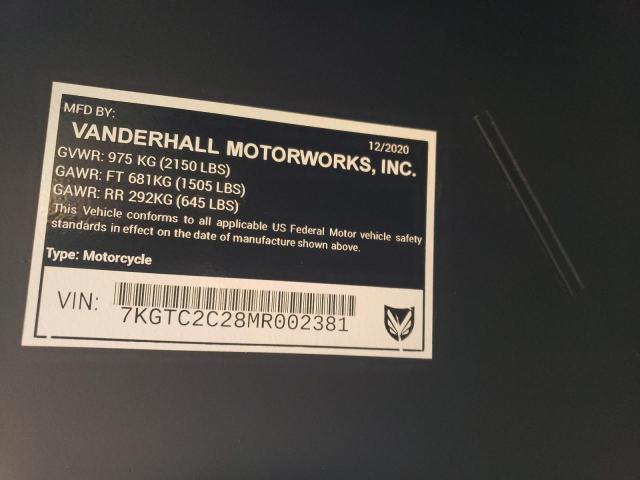 MFD BY:
12/2020
VANDERHALL MOTORWORKS, INC.
GVWR: 975 KG (2150 LBS)
GAWR: FT 681KG (1505 LBS)
GAWR: RR 292KG (645 LBS)
This Vehicle conforms to all applicable US Federal Motor vehicle safety
standards in effect on the date of manufacture shown above.
Type: Motorcycle
VIN:
7KGTC2C28MR002381